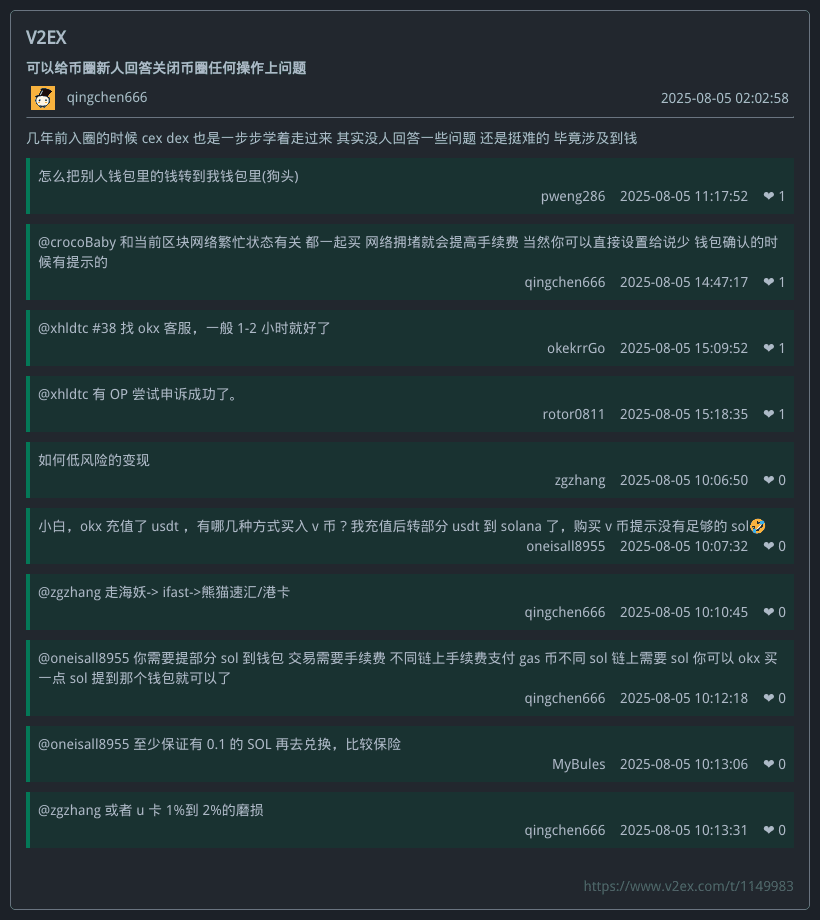 V2EX
可以给币圈新人回答关闭币圈任何操作上问题
qingchen666 2025-08-05 02:02:58
几年前入圈的时候 cex dex 也是一步步学着走过来 其实没人回答一些问题 还是挺难的 毕竟涉及到钱
怎么把别人钱包里的钱转到我钱包里(狗头)
pweng286 2025-08-05 11:17:52 ❤ 1
@crocoBaby 和当前区块网络繁忙状态有关 都一起买 网络拥堵就会提高手续费 当然你可以直接设置给说少 钱包确认的时
候有提示的
qingchen666 2025-08-05 14:47:17 ❤ 1
@xhldtc #38 找 okx 客服，一般 1-2 小时就好了
okekrrGo 2025-08-05 15:09:52 ❤ 1
@xhldtc 有 OP 尝试申诉成功了。
rotor0811 2025-08-05 15:18:35 ❤ 1
如何低风险的变现
zgzhang 2025-08-05 10:06:50 ❤ 0
小白，okx 充值了 usdt ，有哪几种方式买入 v 币？我充值后转部分 usdt 到 solana 了，购买 v 币提示没有足够的 sol🤣
oneisall8955 2025-08-05 10:07:32 ❤ 0
@zgzhang 走海妖-> ifast->熊猫速汇/港卡
qingchen666 2025-08-05 10:10:45 ❤ 0
@oneisall8955 你需要提部分 sol 到钱包 交易需要手续费 不同链上手续费支付 gas 币不同 sol 链上需要 sol 你可以 okx 买
一点 sol 提到那个钱包就可以了
qingchen666 2025-08-05 10:12:18 ❤ 0
@oneisall8955 至少保证有 0.1 的 SOL 再去兑换，比较保险
MyBules 2025-08-05 10:13:06 ❤ 0
@zgzhang 或者 u 卡 1%到 2%的磨损
qingchen666 2025-08-05 10:13:31 ❤ 0
https://www.v2ex.com/t/1149983